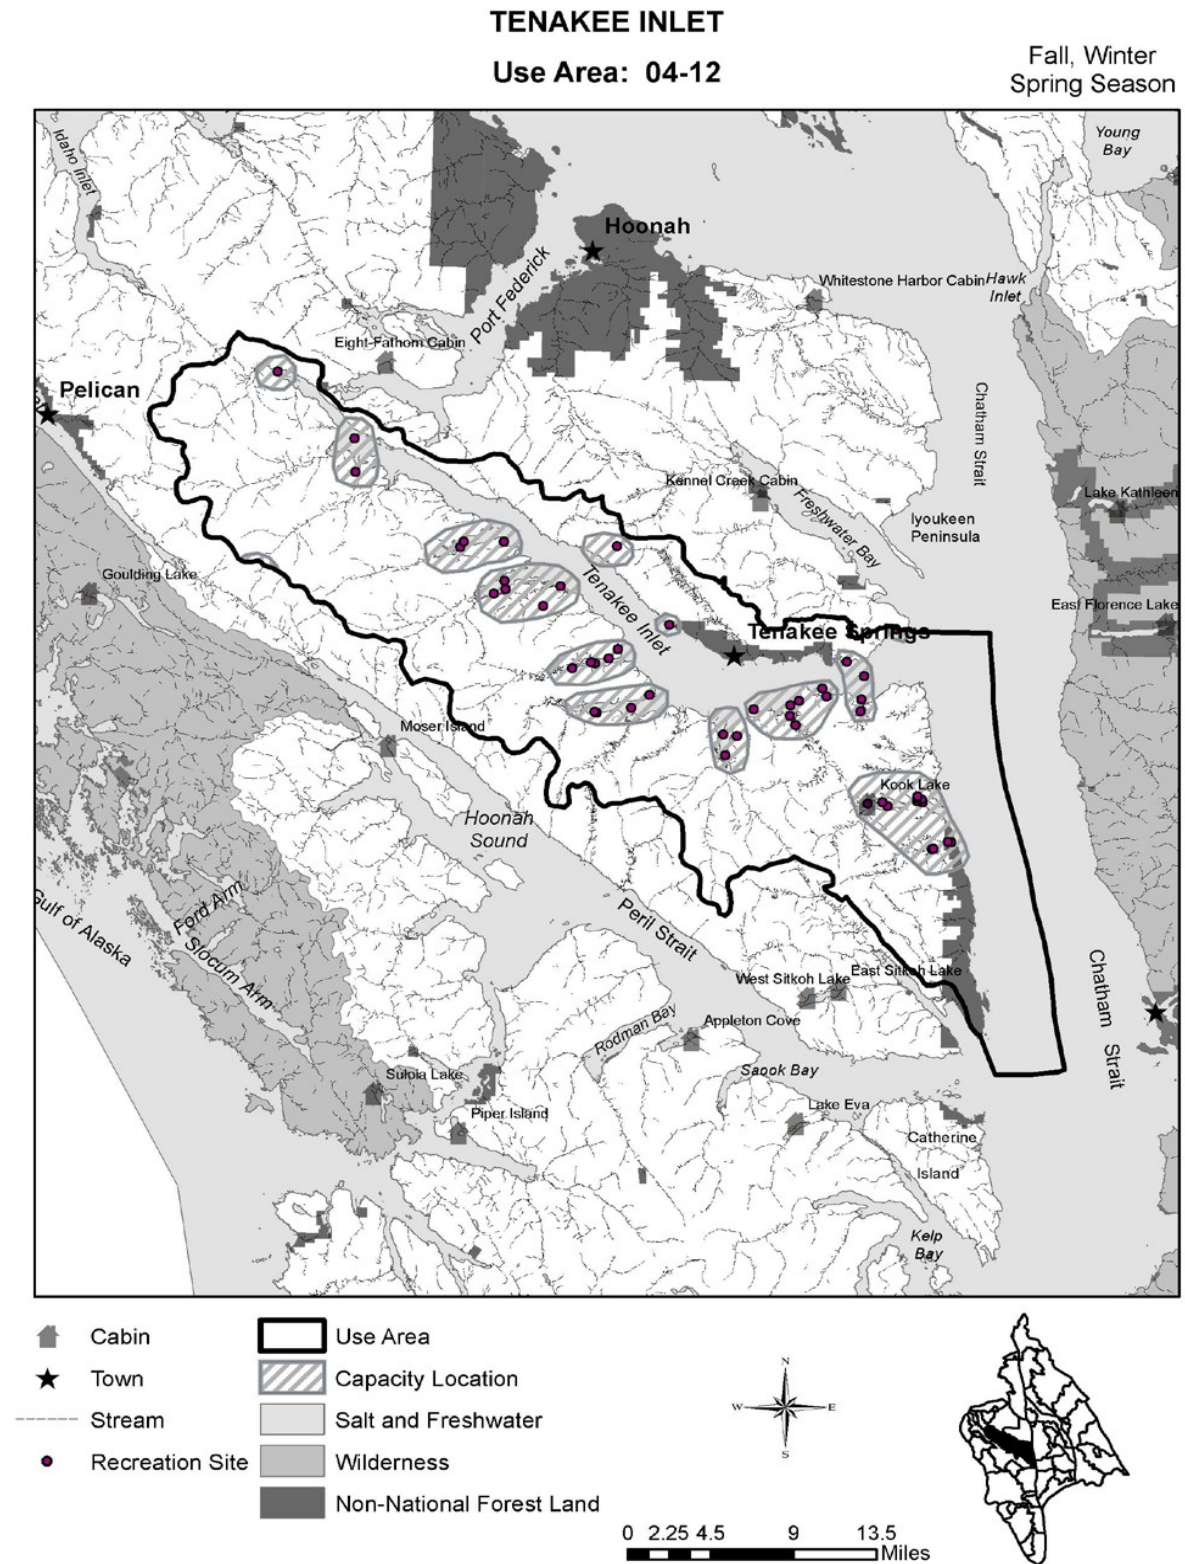 TENAKEE INLET
Use Area: 04-12
Fall, Winter
Spring Season
Idaho Inlet
Young
Bay
Hoonah
Port Federick
Whitestone Harbor Cabin
Hawk
Inlet
Eight-Fathom Cabin
Pelican
Chatham Strait
Kennel Creek Cabin
Lake Kathleen
Freshwater Bay
Iyoukeen
Peninsula
Goulding Lake
Tenakee Inlet
East Florence Lake
Tenakee Springs
Moser Island
Kook Lake
Hoonah
Sound
Gulf of Alaska
Ford Arm
Slocum Arm
Peril Strait
West Sitkoh Lake
East Sitkoh Lake
Chatham Strait
Rodman Bay
Appleton Cove
Saook Bay
Suloia Lake
Piper Island
Lake Eva
Catherine
Island
Kelp
Bay
Cabin
Town
Stream
Recreation Site
Use Area
Capacity Location
Salt and Freshwater
Wilderness
Non-National Forest Land
N
W
E
S
0 2.25 4.5 9 13.5
Miles